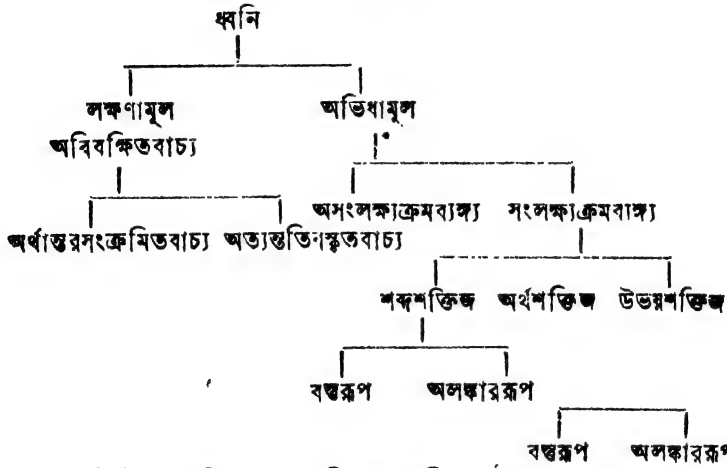 ধ্বনি
লক্ষণামূল অভিধামূল
অবিবক্ষিতবাচ্য
অসংলক্ষ্যক্রমব্যঙ্গ্য সংলক্ষ্যক্রমব্যঙ্গ্য
অর্থান্তরসংক্রমিতবাচ্য অত্যন্ততিরস্কৃতবাচ্য
শব্দশক্তিজ অর্থশক্তিজ উভয়শক্তিজ
বস্তুরূপ অলঙ্কাররূপ
বস্তুরূপ অলঙ্কাররূপ